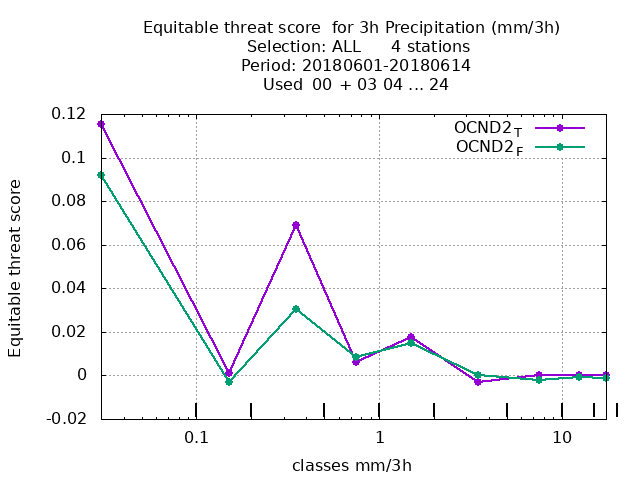 Equitable threat score for 3h Precipitation (mm/3h)
Selection: ALL 4 stations
Period: 20180601-20180614
Used 00 + 03 04 ... 24
OCND2_T
OCND2_F
0.12
0.1
0.08
0.06
0.04
0.02
0
-0.02
Equitable threat score
0.1 1 10
classes mm/3h